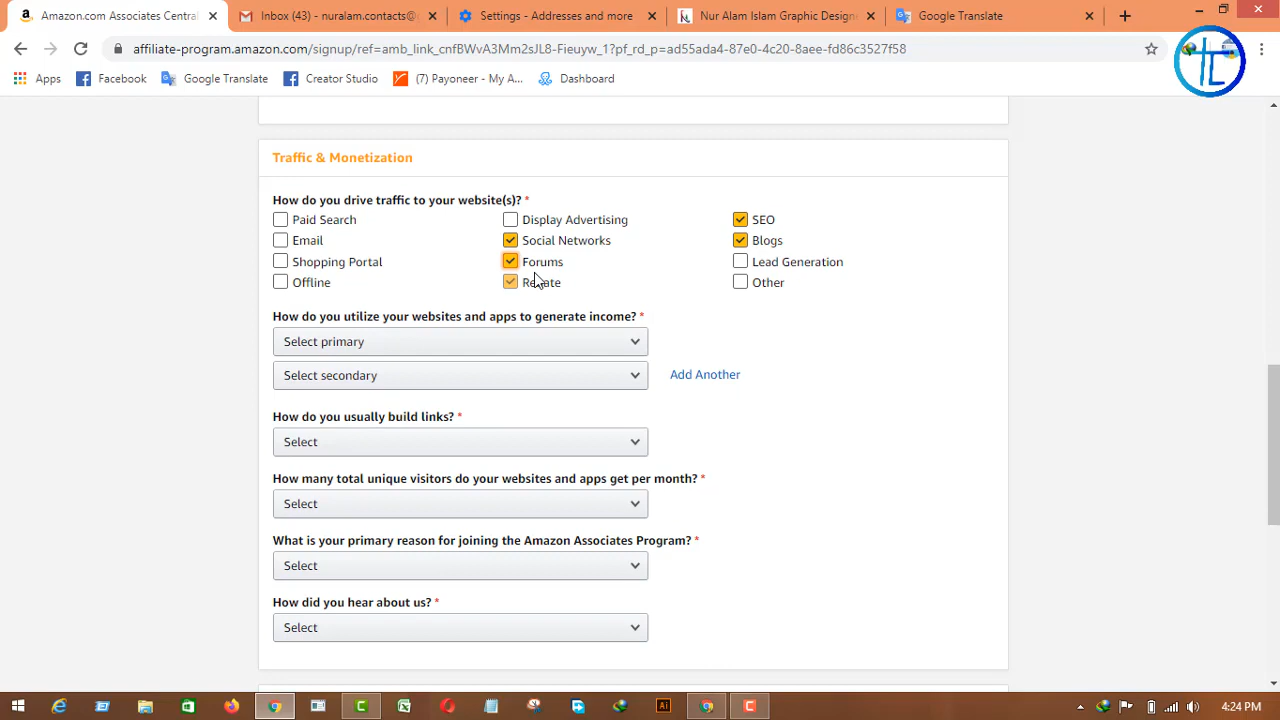 Amazon.com Associates Central
Inbox (43) - nuralam.contacts@
Settings - Addresses and more
Nur Alam Islam Graphic Design
Google Translate
affiliate-program.amazon.com/signup/ref=amb_link_cnfBWvA3Mm2sJL8-Fieuyw_1?pf_rd_p=ad55ada4-87e0-4c20-8aee-fd86c3527f58
Apps
Facebook
Google Translate
Creator Studio
(7) Payoneer - My A...
Dashboard
Traffic & Monetization
How do you drive traffic to your website(s)? *
Paid Search
Display Advertising
SEO
Email
Social Networks
Blogs
Shopping Portal
Forums
Lead Generation
Offline
Other
How do you utilize your websites and apps to generate income? *
Select primary
Select secondary
Add Another
How do you usually build links? *
Select
How many total unique visitors do your websites and apps get per month? *
Select
What is your primary reason for joining the Amazon Associates Program? *
Select
How did you hear about us? *
Select
4:24 PM